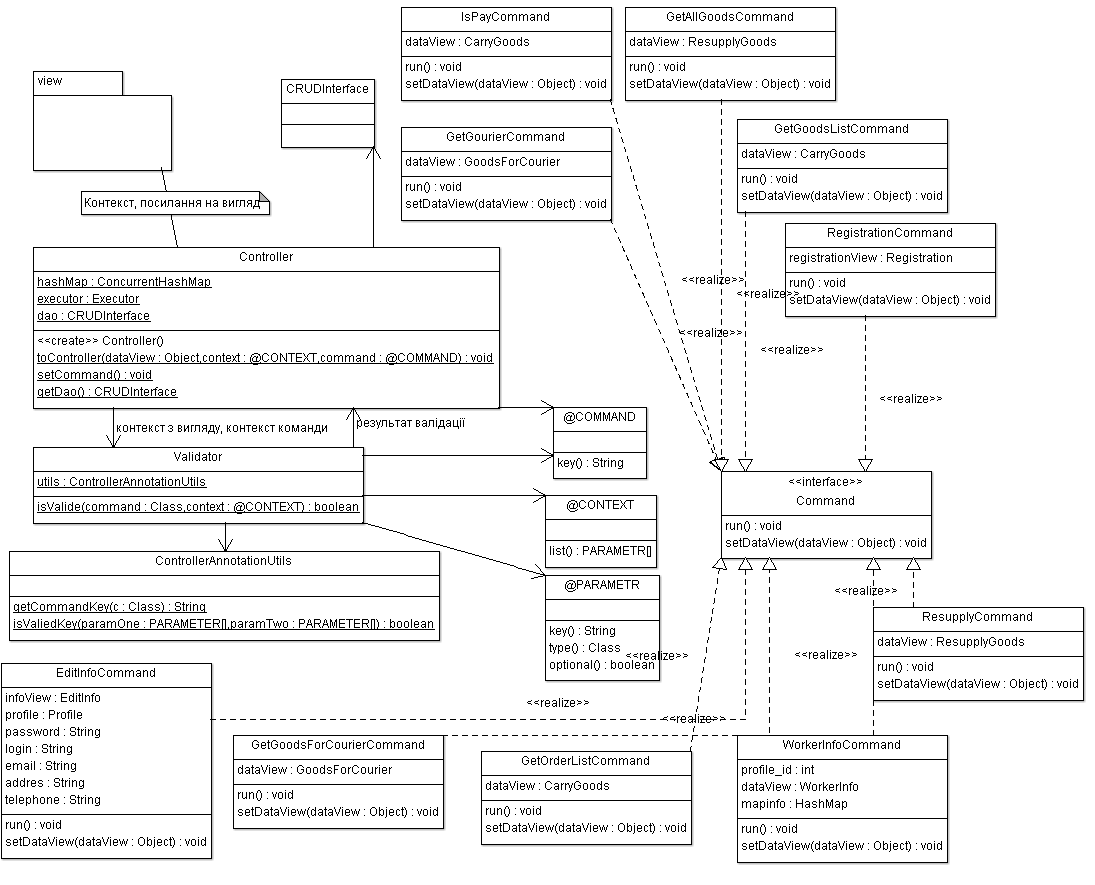 IsPayCommand
dataView : CarryGoods
run() : void
setDataView(dataView : Object) : void
GetAllGoodsCommand
dataView : ResupplyGoods
run() : void
setDataView(dataView : Object) : void
view
CRUDInterface
GetGourierCommand
dataView : GoodsForCourier
run() : void
setDataView(dataView : Object) : void
GetGoodsListCommand
dataView : CarryGoods
run() : void
setDataView(dataView : Object) : void
Контекст, посилання на вигляд
RegistrationCommand
registrationView : Registration
run() : void
setDataView(dataView : Object) : void
Controller
hashMap : ConcurrentHashMap
executor : Executor
dao : CRUDInterface
<<create>> Controller()
toController(dataView : Object,context : @CONTEXT,command : @COMMAND) : void
setCommand() : void
getDao() : CRUDInterface
<<realize>>
<<realize>>
<<realize>>
<<realize>>
<<realize>>
контекст з вигляду, контекст команди
результат валідації
@COMMAND
key() : String
Validator
utils : ControllerAnnotationUtils
isValide(command : Class,context : @CONTEXT) : boolean
@CONTEXT
list() : PARAMETR[]
<<interface>>
Command
run() : void
setDataView(dataView : Object) : void
ControllerAnnotationUtils
getCommandKey(c : Class) : String
isValiedKey(paramOne : PARAMETER[],paramTwo : PARAMETER[]) : boolean
@PARAMETR
key() : String
type() : Class
optional() : boolean
<<realize>>
<<realize>>
<<realize>>
<<realize>>
<<realize>>
ResupplyCommand
dataView : ResupplyGoods
run() : void
setDataView(dataView : Object) : void
EditInfoCommand
infoView : EditInfo
profile : Profile
password : String
login : String
email : String
addres : String
telephone : String
run() : void
setDataView(dataView : Object) : void
GetGoodsForCourierCommand
dataView : GoodsForCourier
run() : void
setDataView(dataView : Object) : void
GetOrderListCommand
dataView : CarryGoods
run() : void
setDataView(dataView : Object) : void
WorkerInfoCommand
profile_id : int
dataView : WorkerInfo
mapinfo : HashMap
run() : void
setDataView(dataView : Object) : void